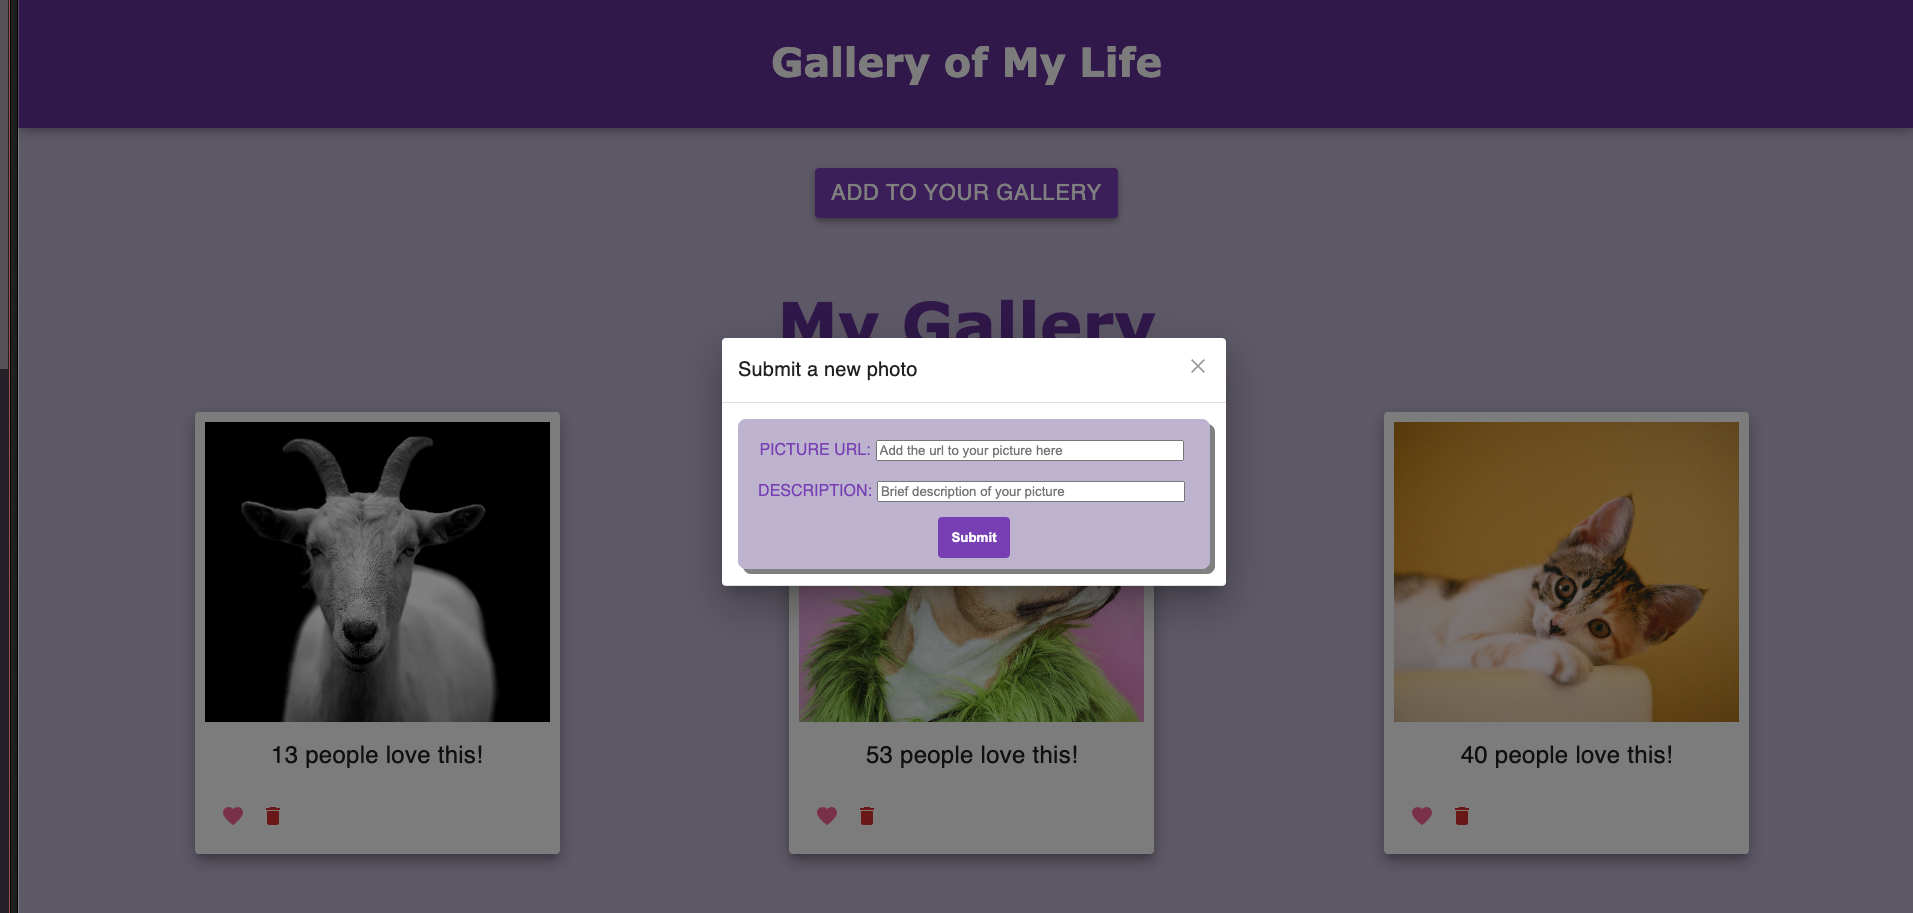 Gallery of My Life
ADD TO YOUR GALLERY
My Gallery
Submit a new photo
PICTURE URL: Add the url to your picture here
DESCRIPTION: Brief description of your picture
Submit
13 people love this!
53 people love this!
40 people love this!